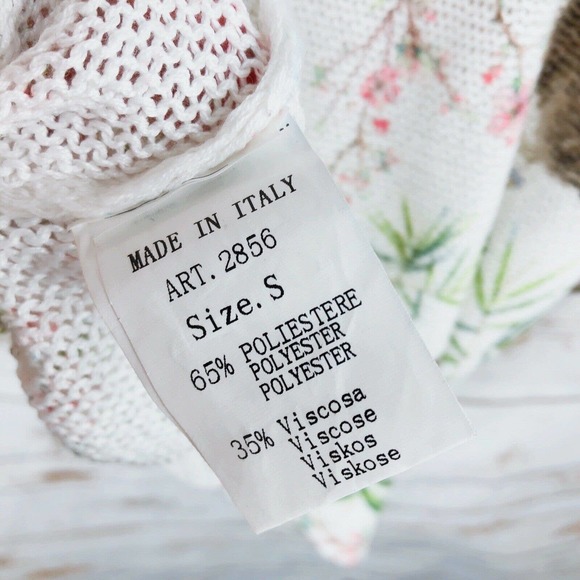 MADE IN ITALY
ART. 2856
Size. S
65% POLIESTERE
POLYESTER
POLYESTER
35% Viscosa
Viscose
Viskos
Viskose